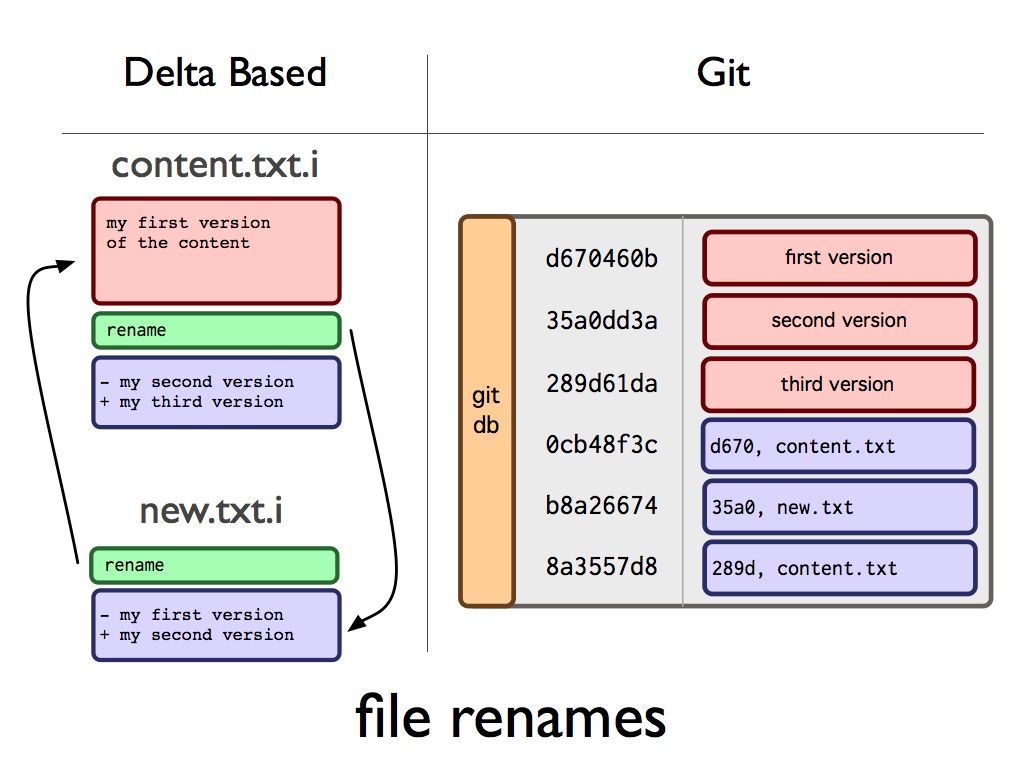 Delta Based
Git
content.txt.i
my first version
of the content
rename
- my second version
+ my third version
new.txt.i
rename
- my first version
+ my second version
git
db
d670460b
first version
35a0dd3a
second version
289d61da
third version
0cb48f3c
d670, content.txt
b8a26674
35a0, new.txt
8a3557d8
289d, content.txt
file renames